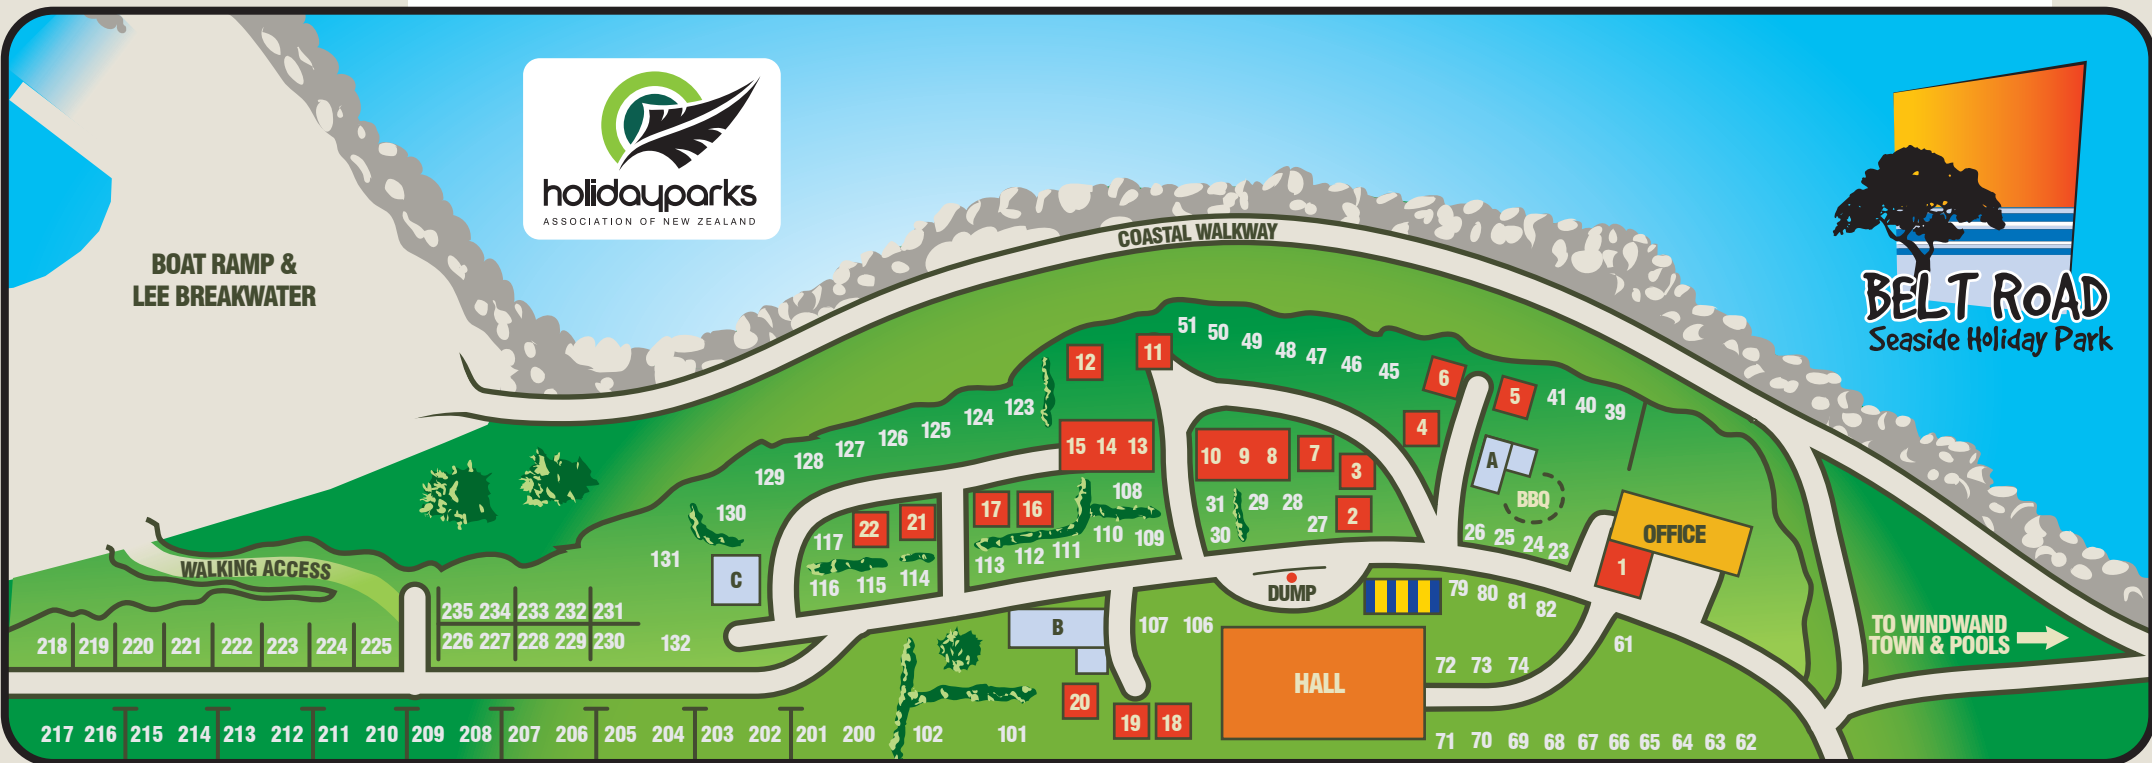 holidayparks
ASSOCIATION OF NEW ZEALAND
BELT ROAD
Seaside Holiday Park
COASTAL WALKWAY
BOAT RAMP &
LEE BREAKWATER
51 50 49 48 47 46 45
12 11 6 5 41 40 39
123 124 125 126 127 128 129
4
15 14 13
10 9 8 7 3
A
BBQ
130
108
17 16
22 21
31 29 28
27 2
30
26 25 24 23
OFFICE
1
117
113 112 111 110 109
116 115 114
131
C
WALKING ACCESS
DUMP
79 80 81 82
235 234 233 232 231
226 227 228 229 230
132
B
107 106
218 219 220 221 222 223 224 225
61
TO WINDWAND
TOWN & POOLS
72 73 74
HALL
20
19 18
217 216 215 214 213 212 211 210 209 208 207 206 205 204 203 202 201 200 102 101
71 70 69 68 67 66 65 64 63 62